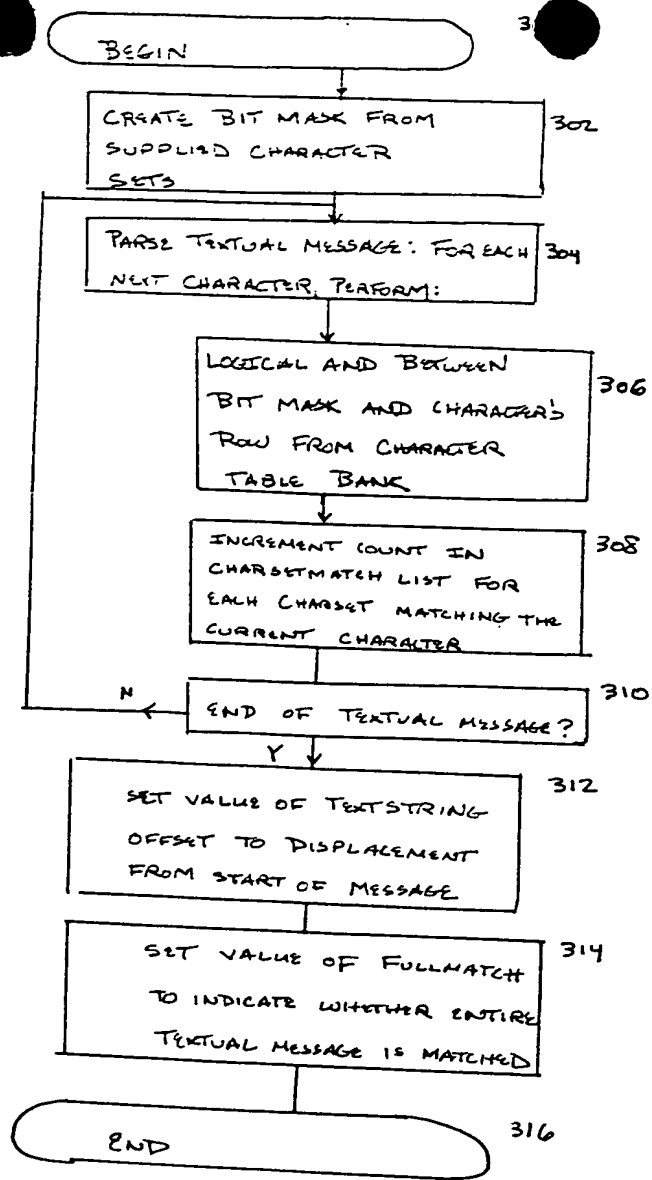 3
BEGIN
CREATE BIT MASK FROM
SUPPLIED CHARACTER
SETS
302
PARSE TEXTUAL MESSAGE: FOR EACH
NEXT CHARACTER, PERFORM:
304
LOGICAL AND BETWEEN
BIT MASK AND CHARACTER'S
ROW FROM CHARACTER
TABLE BANK
306
INCREMENT COUNT IN
CHARSETMATCH LIST FOR
EACH CHARSET MATCHING THE
CURRENT CHARACTER
308
END OF TEXTUAL MESSAGE?
310
N
Y
SET VALUE OF TEXTSTRING
OFFSET TO DISPLACEMENT
FROM START OF MESSAGE
312
SET VALUE OF FULLMATCH
TO INDICATE WHETHER ENTIRE
TEXTUAL MESSAGE IS MATCHED
314
END
316